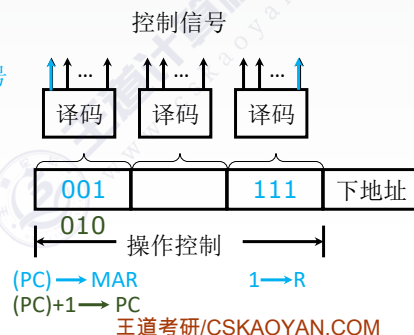 控制信号
号
... ... ...
译码 译码 译码
001 111 下地址
010
操作控制
(PC)→MAR 1→R
(PC)+1→PC
王道考研/CSKAOYAN.COM